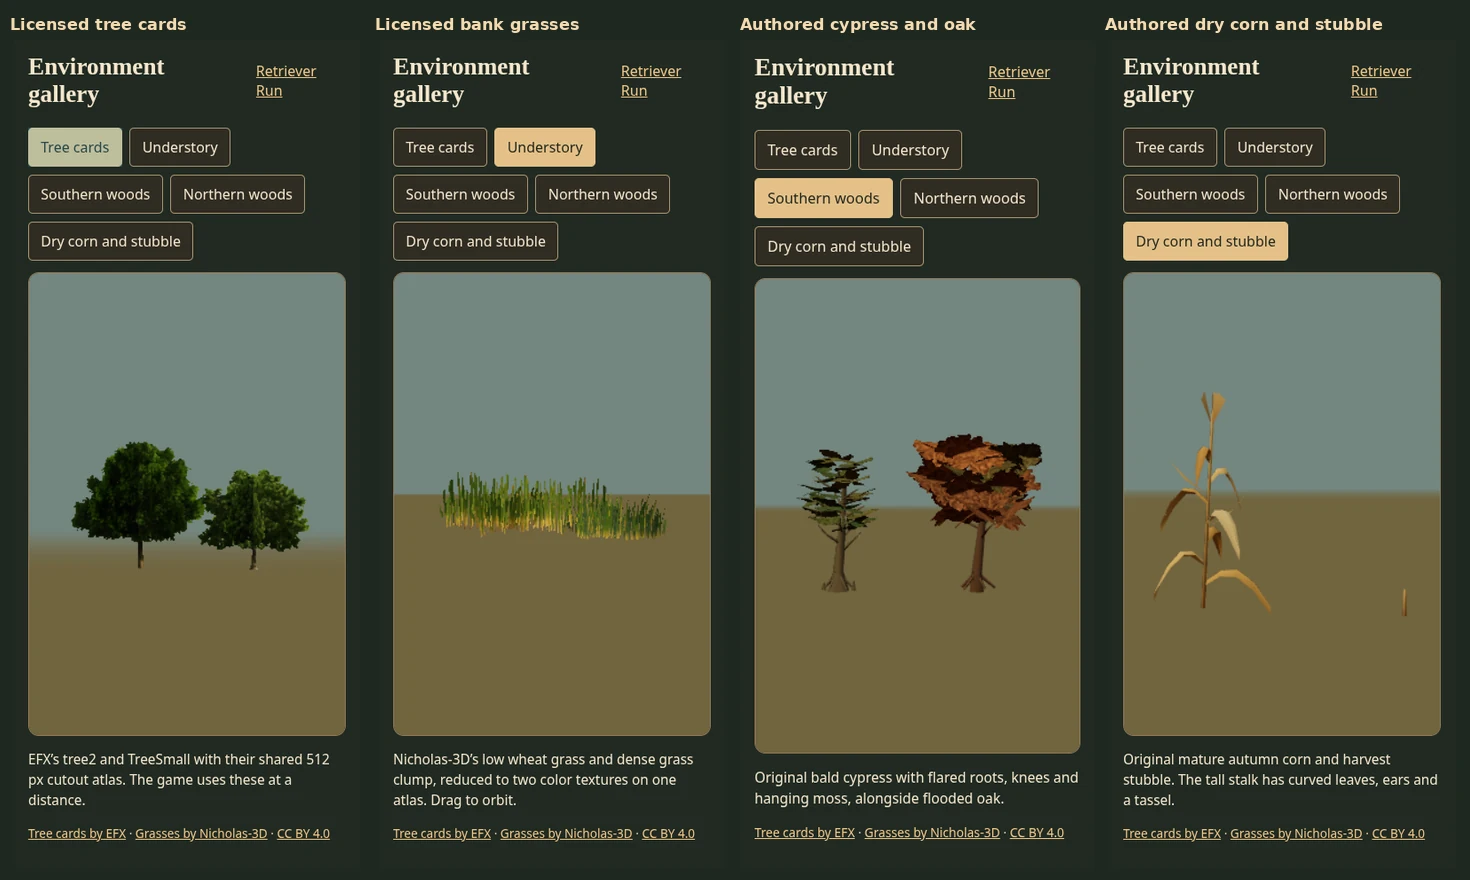 Licensed tree cards
Environment
gallery
Retriever
Run
Tree cards
Understory
Southern woods
Northern woods
Dry corn and stubble
EFX’s tree2 and TreeSmall with their shared 512
px cutout atlas. The game uses these at a
distance.
Tree cards by EFX · Grasses by Nicholas-3D · CC BY 4.0
Licensed bank grasses
Environment
gallery
Retriever
Run
Tree cards
Understory
Southern woods
Northern woods
Dry corn and stubble
Nicholas-3D’s low wheat grass and dense grass
clump, reduced to two color textures on one
atlas. Drag to orbit.
Tree cards by EFX · Grasses by Nicholas-3D · CC BY 4.0
Authored cypress and oak
Environment
gallery
Retriever
Run
Tree cards
Understory
Southern woods
Northern woods
Dry corn and stubble
Original bald cypress with flared roots, knees and
hanging moss, alongside flooded oak.
Tree cards by EFX · Grasses by Nicholas-3D · CC BY 4.0
Authored dry corn and stubble
Environment
gallery
Retriever
Run
Tree cards
Understory
Southern woods
Northern woods
Dry corn and stubble
Original mature autumn corn and harvest
stubble. The tall stalk has curved leaves, ears and
a tassel.
Tree cards by EFX · Grasses by Nicholas-3D · CC BY 4.0